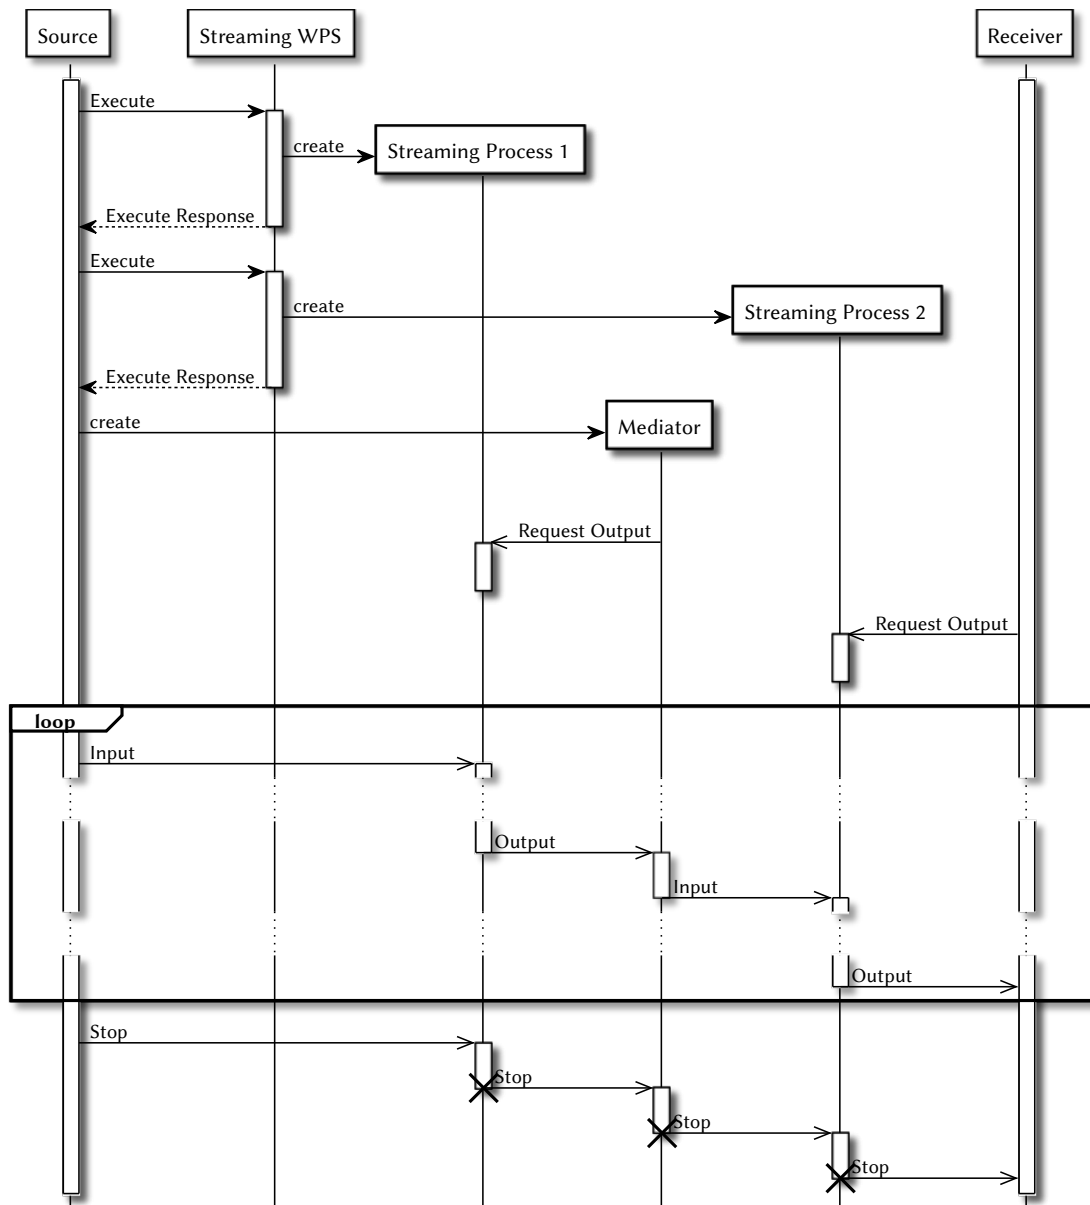 Source
Streaming WPS
Receiver
Execute
create
Streaming Process 1
Execute Response
Execute
create
Streaming Process 2
Execute Response
create
Mediator
Request Output
Request Output
loop
Input
Output
Input
Output
Stop
Stop
Stop
Stop